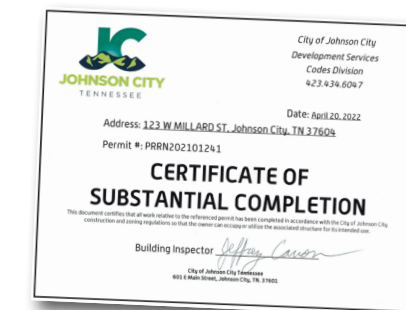 JC
JOHNSON CITY
TENNESSEE
City of Johnson City
Development Services
Codes Division
423.434.6047
Date: April 20, 2022
Address: 123 W MILLARD ST, Johnson City, TN 37604
Permit #: PRRN202101241
CERTIFICATE OF
SUBSTANTIAL COMPLETION
This document certifies that all work relative to the referenced permit has been completed in accordance with the City of Johnson City
construction and zoning regulations so that the owner can occupy or utilize the associated structure for its intended use.
Building Inspector Jeffrey Canon
City of Johnson City Tennessee
601 E Main Street, Johnson City, TN. 37601